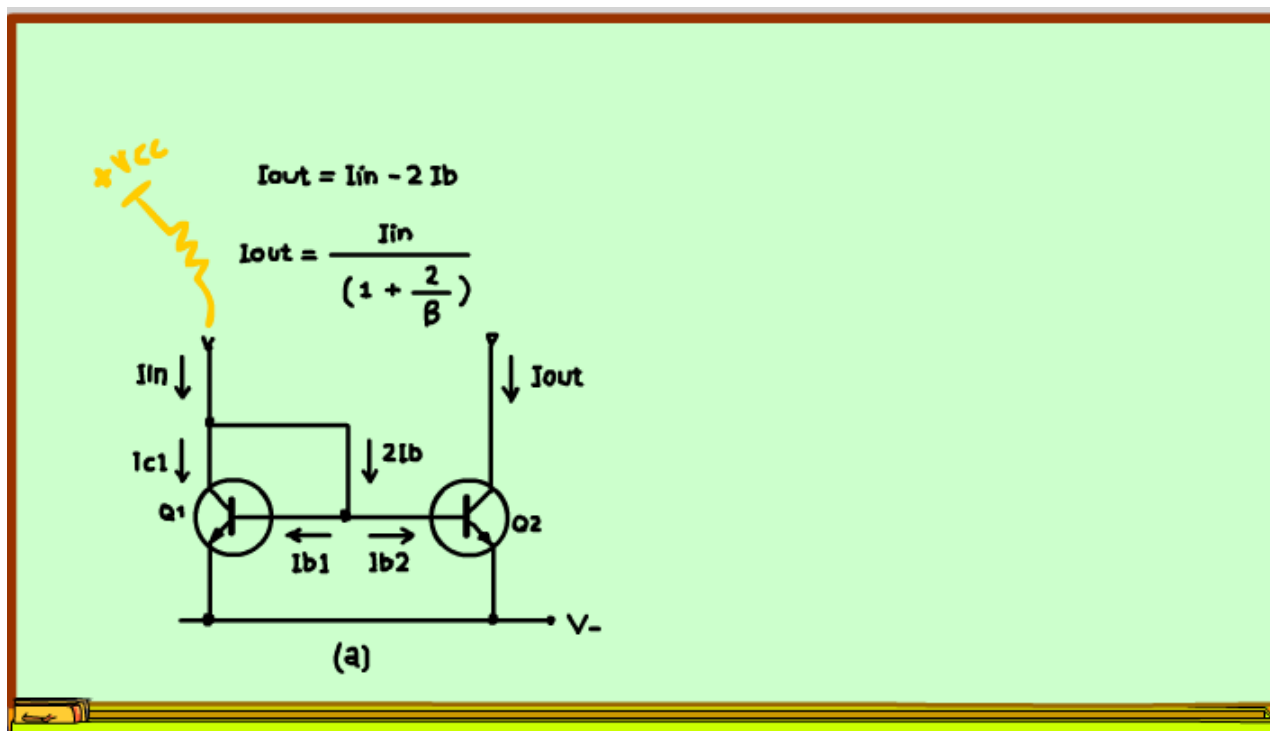 +VCC
Iout = Iin - 2 Ib
Iout = Iin / (1 + 2/β)
Iin
Iout
Ic1
2Ib
Q1
Q2
Ib1
Ib2
V-
(a)